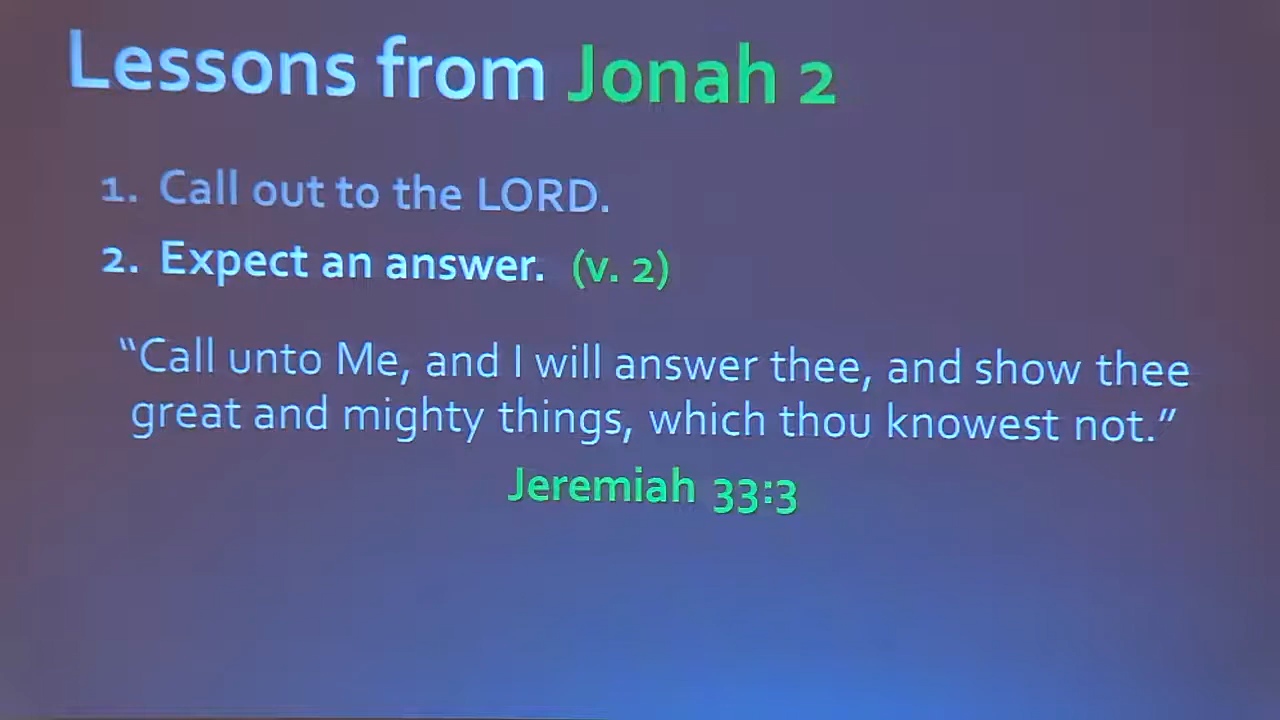 Lessons from Jonah 2
1. Call out to the LORD.
2. Expect an answer. (v. 2)
“Call unto Me, and I will answer thee, and show thee
great and mighty things, which thou knowest not.”
Jeremiah 33:3